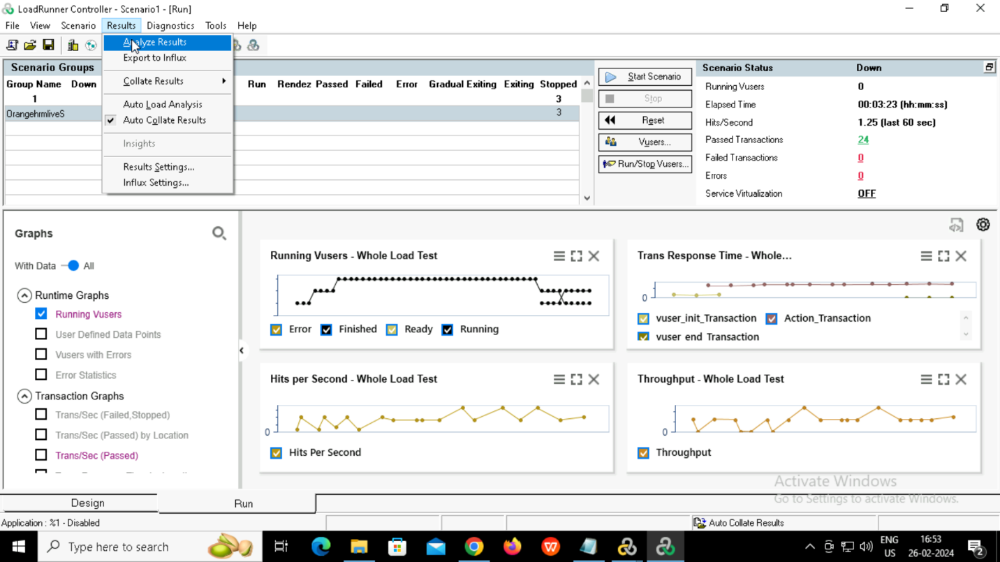 LoadRunner Controller - Scenario1 - [Run]
File View Scenario Results Diagnostics Tools Help
Analyze Results
Export to Influx
Collate Results
Auto Load Analysis
Auto Collate Results
Insights
Results Settings...
Influx Settings...
Scenario Groups
Group Name Down Run Rendez Passed Failed Error Gradual Exiting Exiting Stopped
1 3
OrangehrmliveS 3
Start Scenario
Stop
Reset
Vusers...
Run/Stop Vusers...
Scenario Status Down
Running Vusers 0
Elapsed Time 00:03:23 (hh:mm:ss)
Hits/Second 1.25 (last 60 sec)
Passed Transactions 24
Failed Transactions 0
Errors 0
Service Virtualization OFF
Graphs
With Data All
Runtime Graphs
Running Vusers
User Defined Data Points
Vusers with Errors
Error Statistics
Transaction Graphs
Trans/Sec (Failed,Stopped)
Trans/Sec (Passed) by Location
Trans/Sec (Passed)
Running Vusers - Whole Load Test
Error Finished Ready Running
Trans Response Time - Whole...
0
vuser_init_Transaction Action_Transaction
vuser_end_Transaction
Hits per Second - Whole Load Test
0
Hits Per Second
Throughput - Whole Load Test
0
Throughput
Activate Windows
Go to Settings to activate Windows.
Design Run
Application : %1 - Disabled Auto Collate Results
Type here to search
ENG
US
16:53
26-02-2024
2